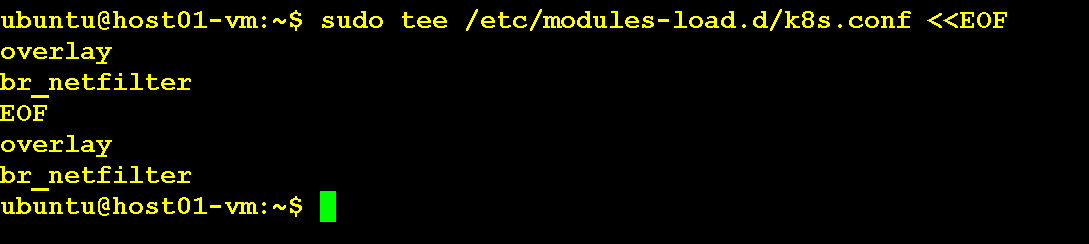 ubuntu@host01-vm:~$ sudo tee /etc/modules-load.d/k8s.conf <<EOF
overlay
br_netfilter
EOF
overlay
br_netfilter
ubuntu@host01-vm:~$